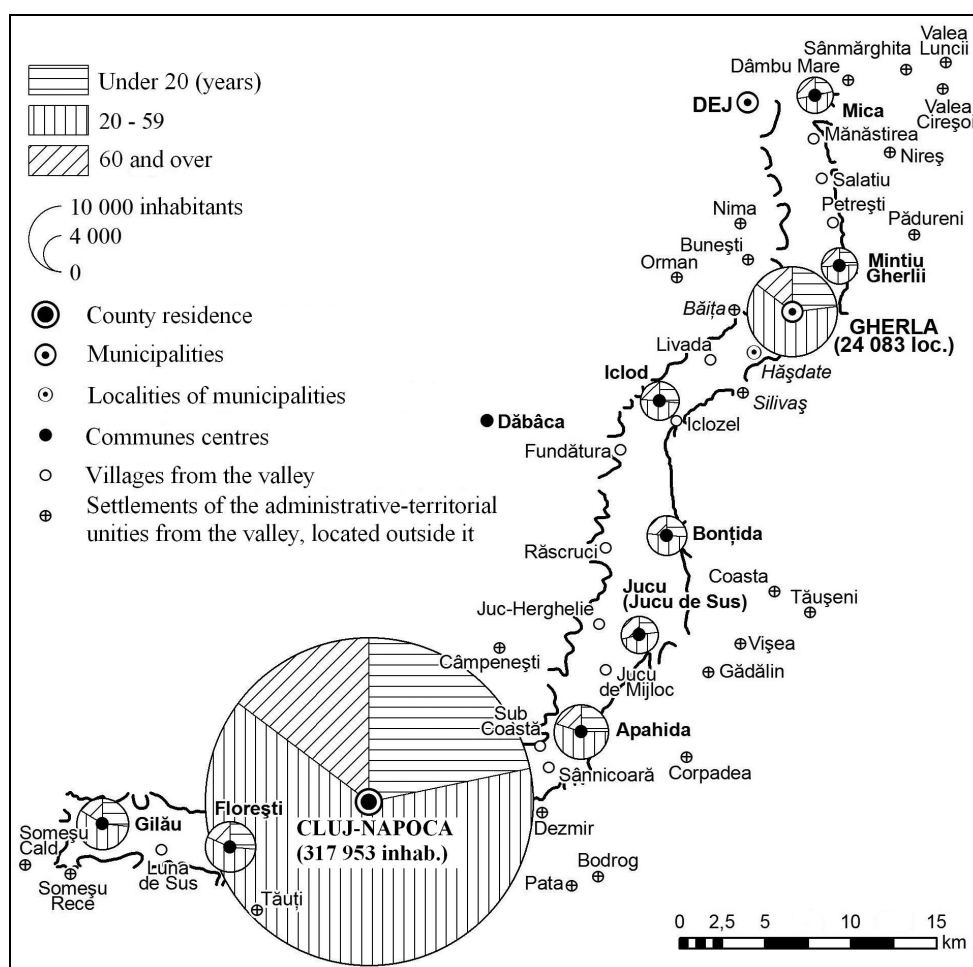 Under 20 (years)
20 - 59
60 and over
10 000 inhabitants
4 000
0
County residence
Municipalities
Localities of municipalities
Communes centres
Villages from the valley
Settlements of the administrative-territorial
unities from the valley, located outside it
Valea
Luncii
Sânmărghita
Dâmbu Mare
DEJ
Mica
Valea
Cireşoi
Mănăstirea
Nireş
Salatiu
Petreşti
Nima
Pădureni
Buneşti
Orman
Mintiu
Gherlii
Băiţa
GHERLA
(24 083 loc.)
Livada
Hăşdate
Iclod
Silivaş
Dăbâca
Iclozel
Fundătura
Bonţida
Răscruci
Coasta
Tăuşeni
Jucu
(Jucu de Sus)
Juc-Herghelie
Vişea
Câmpeneşti
Gădălin
Jucu
de Mijloc
Sub
Coastă
Apahida
Sânnicoară
Corpadea
Floreşti
CLUJ-NAPOCA
(317 953 inhab.)
Dezmir
Gilău
Someşu
Cald
Luna
de Sus
Someşu
Rece
Bodrog
Pata
Tăuţi
0 2,5 5 10 15
km